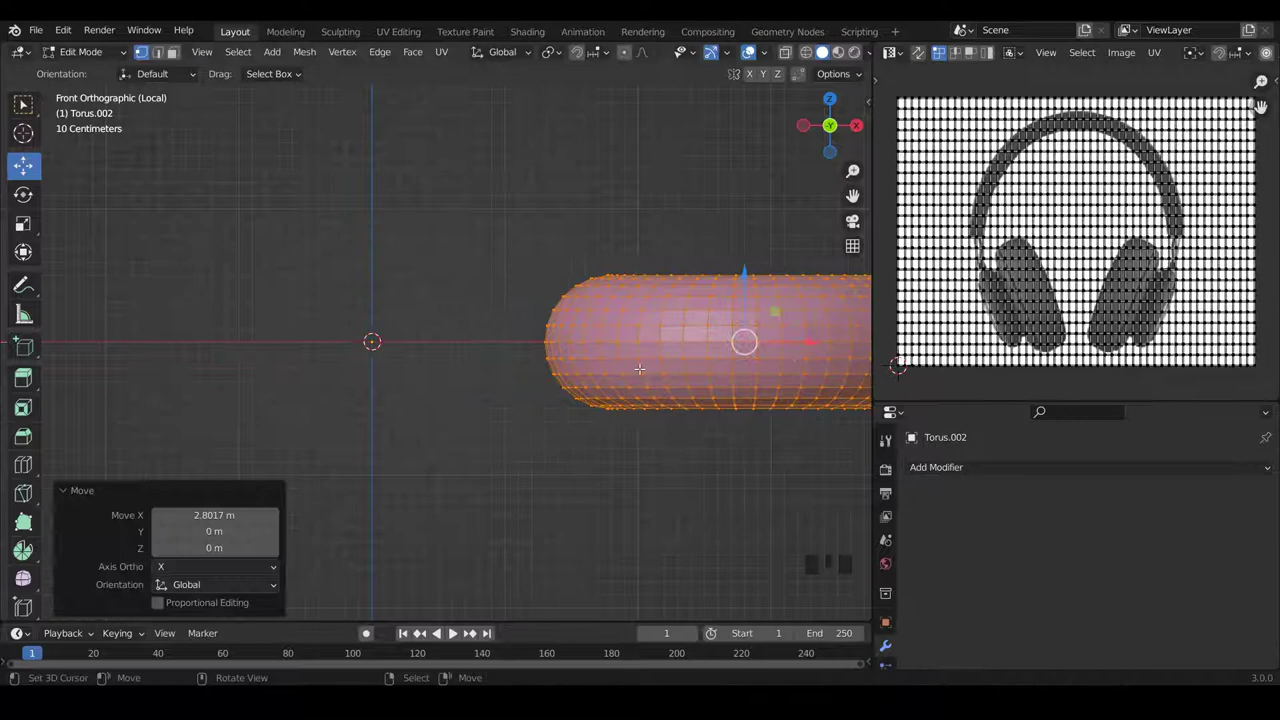 File Edit Render Window Help Layout Modeling Sculpting UV Editing Texture Paint Shading Animation Rendering Compositing Geometry Nodes Scripting Scene ViewLayer
Edit Mode View Select Add Mesh Vertex Edge Face UV Global View Select Image UV
Orientation: Default Drag: Select Box X Y Z Options
Front Orthographic (Local)
(1) Torus.002
10 Centimeters
Z
-Y
X
Torus.002
Add Modifier
Move
Move X 2.8017 m
Y 0 m
Z 0 m
Axis Ortho X
Orientation Global
Proportional Editing
Playback Keying View Marker 1 Start 1 End 250
1 20 40 60 80 100 120 140 160 180 200 220 240
Set 3D Cursor Move Rotate View Select Move 3.0.0